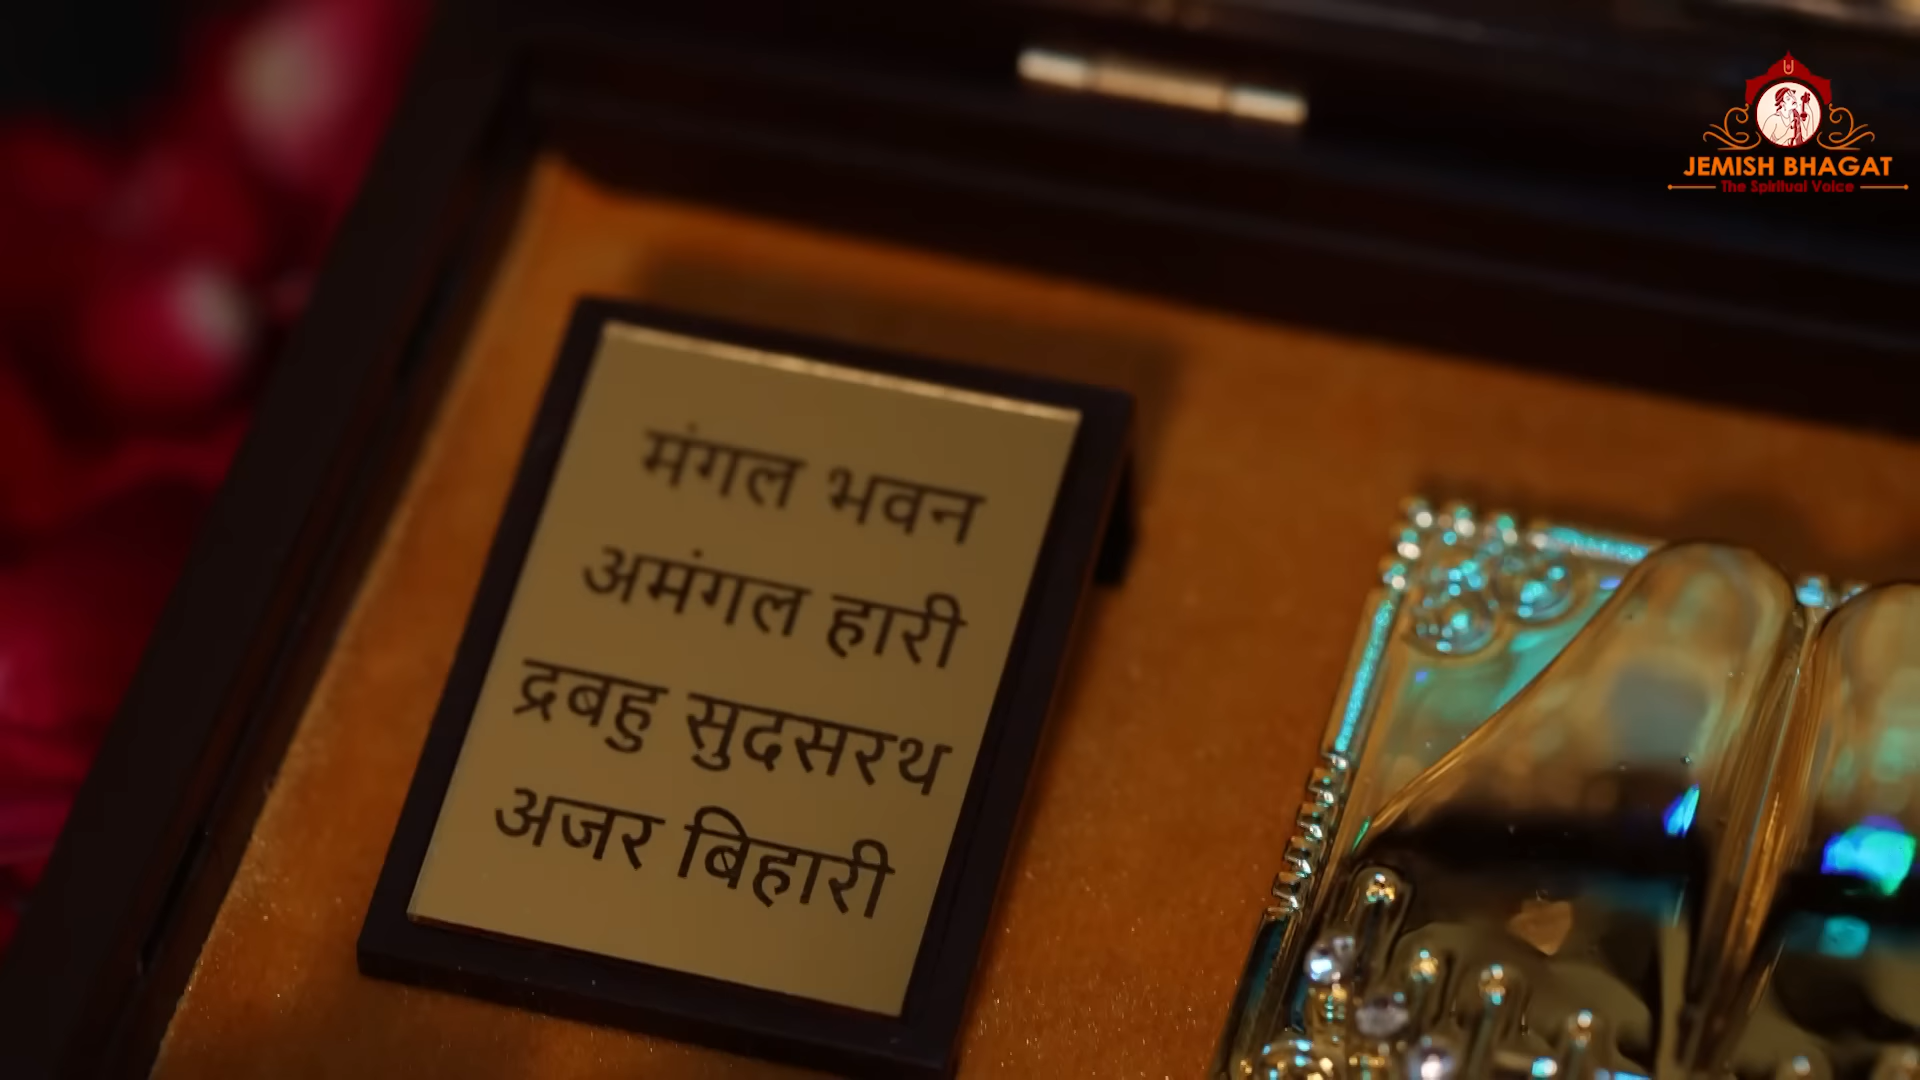 मंगल भवन
अमंगल हारी
द्रबहु सुदसरथ
अजर बिहारी
JEMISH BHAGAT
The Spiritual Voice